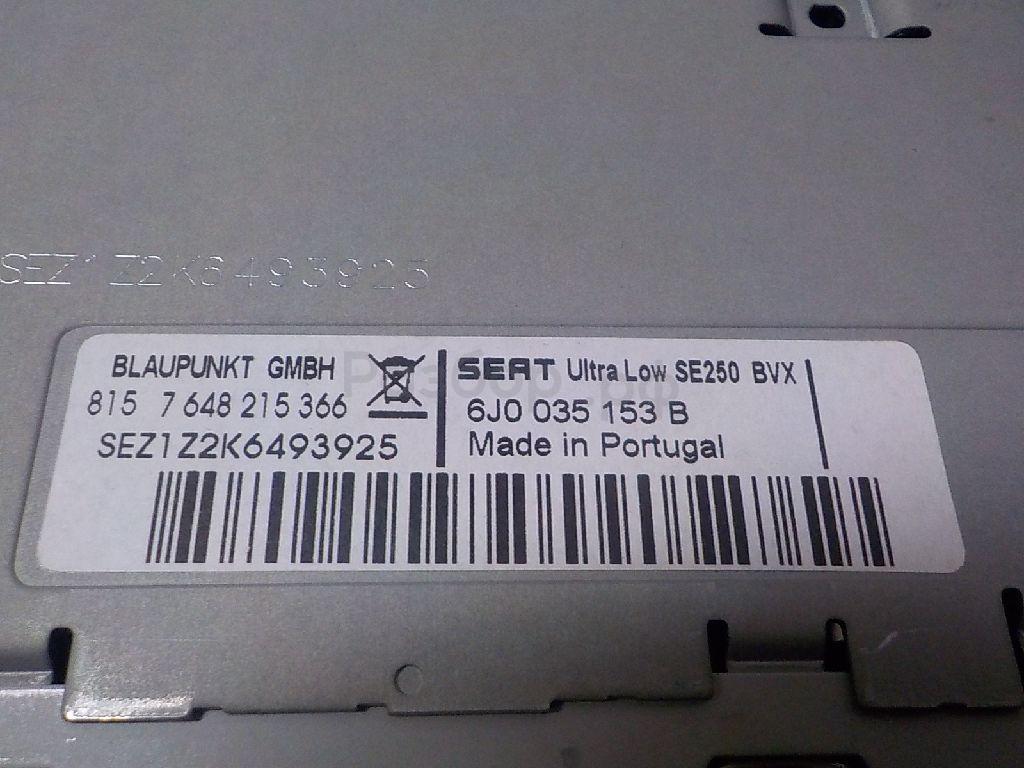 SEZ1Z2K6493925
BLAUPUNKT GMBH
815 7 648 215 366
SEZ1Z2K6493925
SEAT Ultra Low SE250 BVX
6J0 035 153 B
Made in Portugal